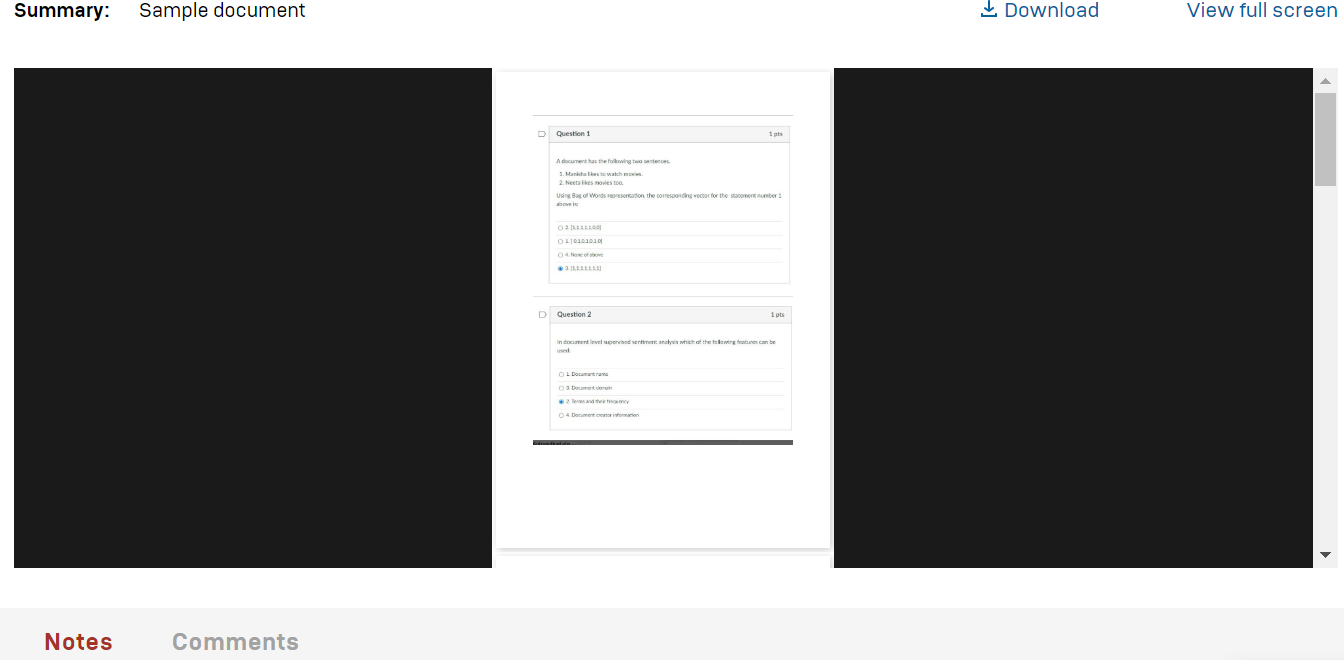 Summary: Sample document Download View full screen
Question 1 1 pts
A document has the following two sentences.
1. Manisha likes to watch movies.
2. Neeta likes movies too.
Using Bag of Words representation, the corresponding vector for the statement number 1
above is:
2. [1,1,1,1,1,0,0]
1. [ 0,1,0,1,0,1,0]
4. None of above
3. [1,1,1,1,1,1,1]
Question 2 1 pts
In document level supervised sentiment analysis which of the following features can be
used:
1. Document name
3. Document domain
2. Terms and their frequency
4. Document creator information
Notes Comments